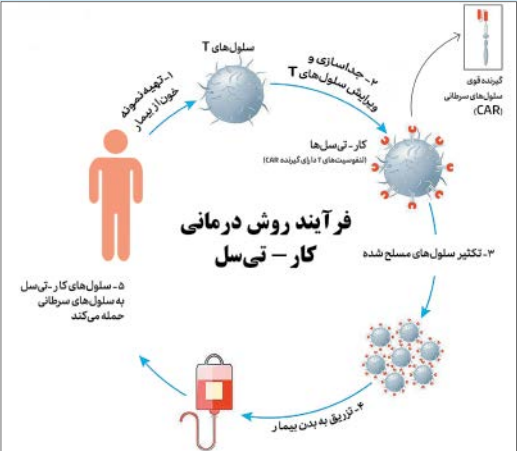 فرآیند روش درمانی
کار – تی‌سل
۱- تهیه نمونه
خون از بیمار
سلول‌های T
۲- جداسازی و
ویرایش سلول‌های T
گیرنده قوی
سلول‌های سرطانی
(CAR)
کار-تی‌سل‌ها
(لنفوسیت‌های T دارای گیرنده CAR)
۳- تکثیر سلول‌های مسلح شده
۴- تزریق به بدن بیمار
۵- سلول‌های کار-تی‌سل
به سلول‌های سرطانی
حمله می‌کند